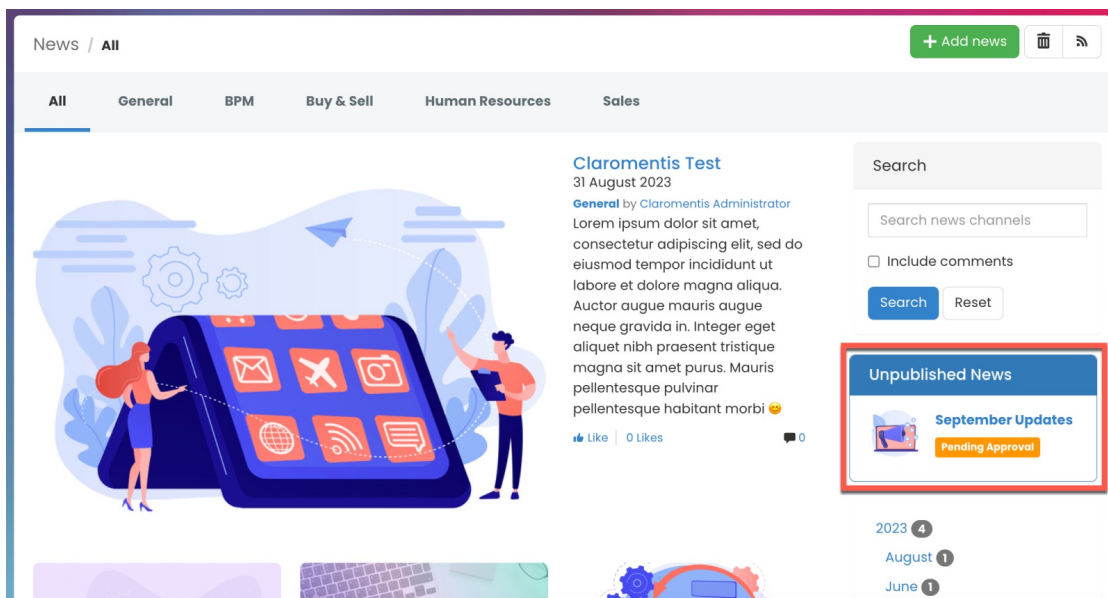 News / All
+ Add news
All General BPM Buy & Sell Human Resources Sales
Claromentis Test
31 August 2023
General by Claromentis Administrator
Lorem ipsum dolor sit amet,
consectetur adipiscing elit, sed do
eiusmod tempor incididunt ut
labore et dolore magna aliqua.
Auctor augue mauris augue
neque gravida in. Integer eget
aliquet nibh praesent tristique
magna sit amet purus. Mauris
pellentesque pulvinar
pellentesque habitant morbi 😊
Like 0 Likes 0
Search
Search news channels
Include comments
Search Reset
Unpublished News
September Updates
Pending Approval
2023 4
August 1
June 1